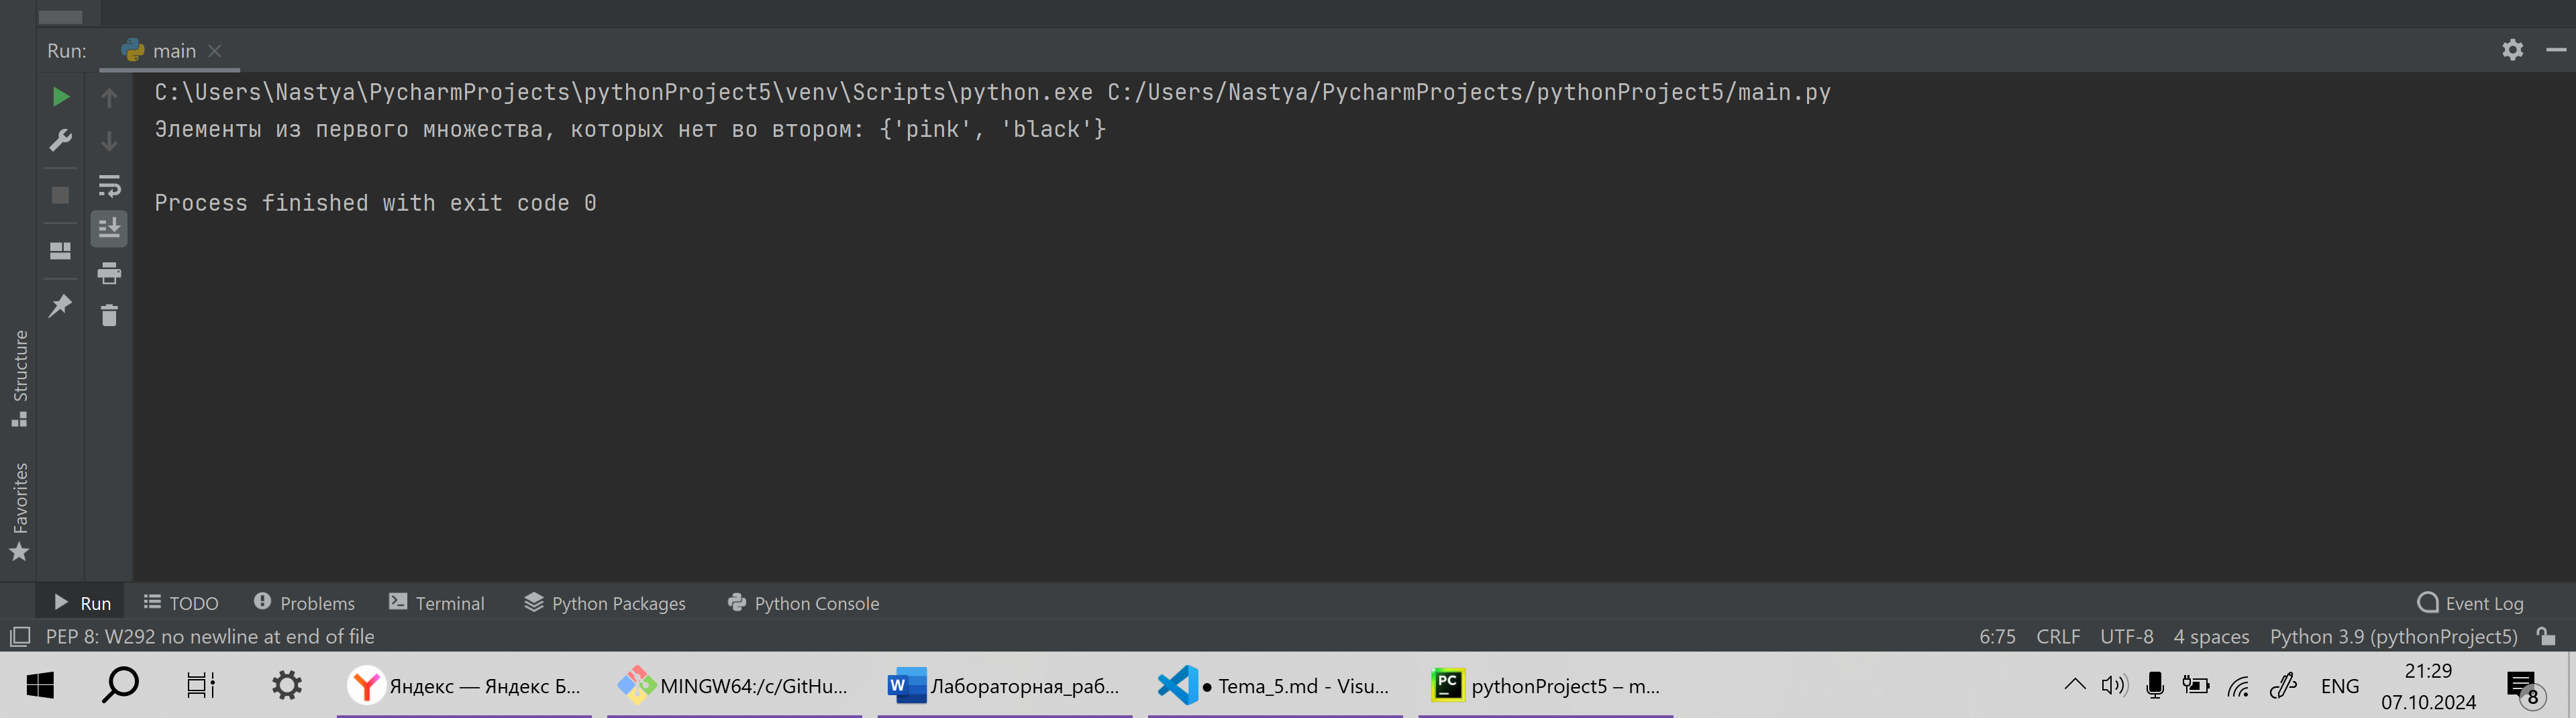 Run: main
C:\Users\Nastya\PycharmProjects\pythonProject5\venv\Scripts\python.exe C:/Users/Nastya/PycharmProjects/pythonProject5/main.py
Элементы из первого множества, которых нет во втором: {'pink', 'black'}
Process finished with exit code 0
Structure
Favorites
Run TODO Problems Terminal Python Packages Python Console Event Log
PEP 8: W292 no newline at end of file 6:75 CRLF UTF-8 4 spaces Python 3.9 (pythonProject5)
Яндекс — Яндекс Б... MINGW64:/c/GitHu... Лабораторная_раб... ● Tema_5.md - Visu... PC pythonProject5 – m... ENG 21:29
07.10.2024 8